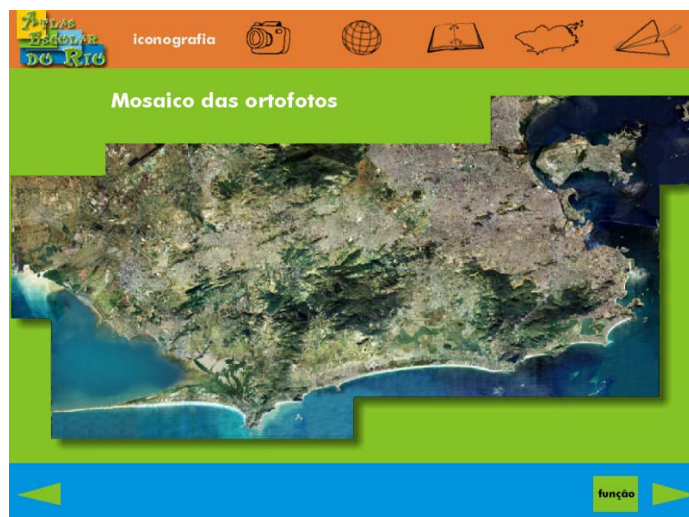 ATLAS
ESCOLAR
DO RIO
iconografia
Mosaico das ortofotos
função